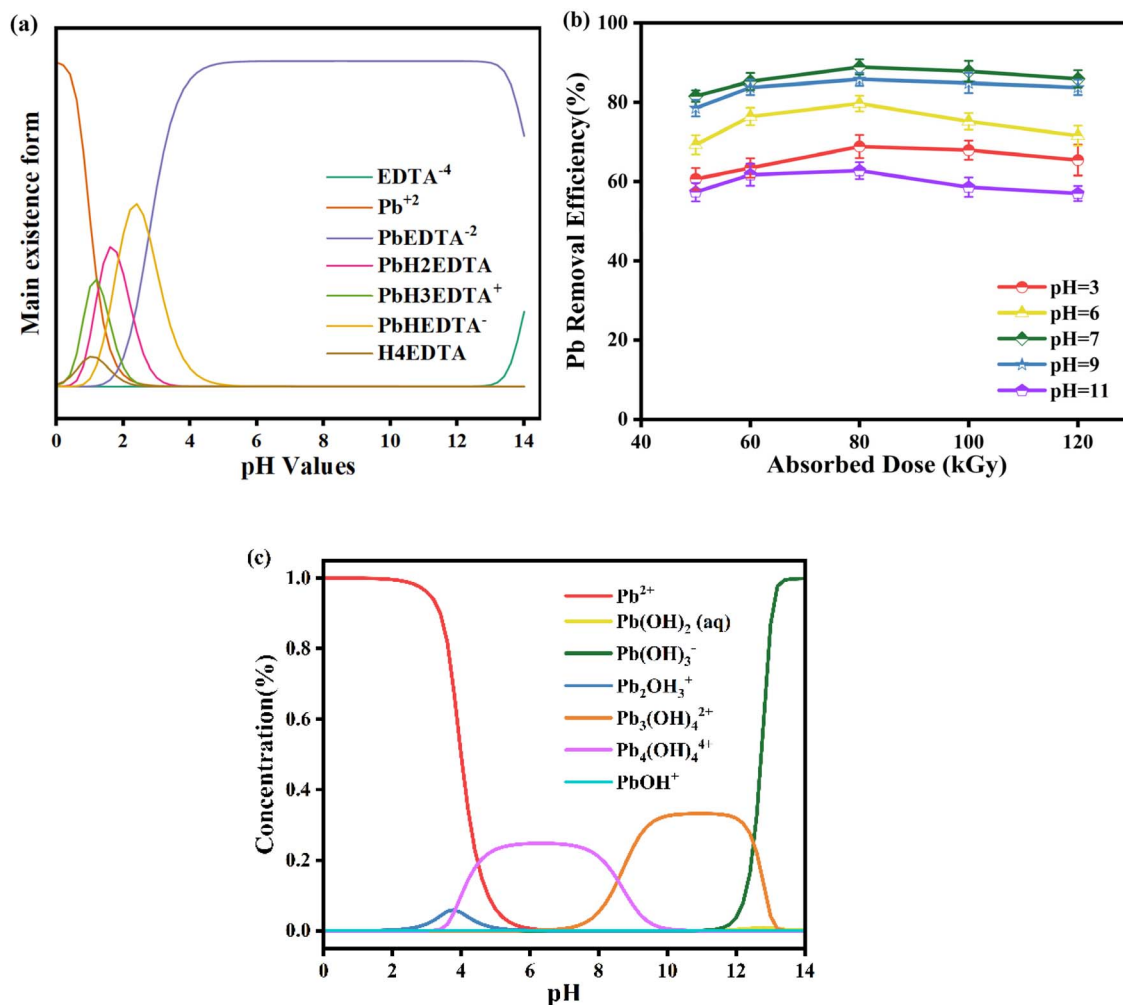 (a)
Main existence form
EDTA⁻⁴
Pb⁺²
PbEDTA⁻²
PbH2EDTA
PbH3EDTA⁺
PbHEDTA⁻
H4EDTA
0 2 4 6 8 10 12 14
pH Values
(b)
Pb Removal Efficiency(%)
100
80
60
40
20
0
pH=3
pH=6
pH=7
pH=9
pH=11
40 60 80 100 120
Absorbed Dose (kGy)
(c)
Concentration(%)
1.0
0.8
0.6
0.4
0.2
0.0
Pb²⁺
Pb(OH)₂ (aq)
Pb(OH)₃⁻
Pb₂OH₃⁺
Pb₃(OH)₄²⁺
Pb₄(OH)₄⁴⁺
PbOH⁺
0 2 4 6 8 10 12 14
pH